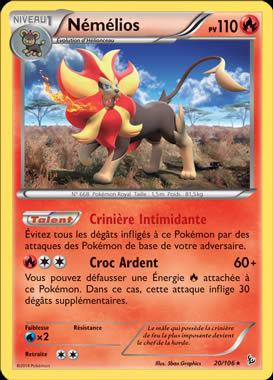 NIVEAU 1
Némélios
PV110
Évolution d'Hélionceau
N° 668 Pokémon Royal Taille : 1,5m Poids : 81,5kg
Talent Crinière Intimidante
Évitez tous les dégâts infligés à ce Pokémon par des
attaques des Pokémon de base de votre adversaire.
Croc Ardent 60+
Vous pouvez défausser une Énergie attachée à
ce Pokémon. Dans ce cas, cette attaque inflige 30
dégâts supplémentaires.
Faiblesse Résistance
×2
Retraite
Le mâle qui possède la crinière
de feu la plus imposante devient
le chef de la horde.
Illus. 5ban Graphics
20/106 ★
©2014 Pokémon